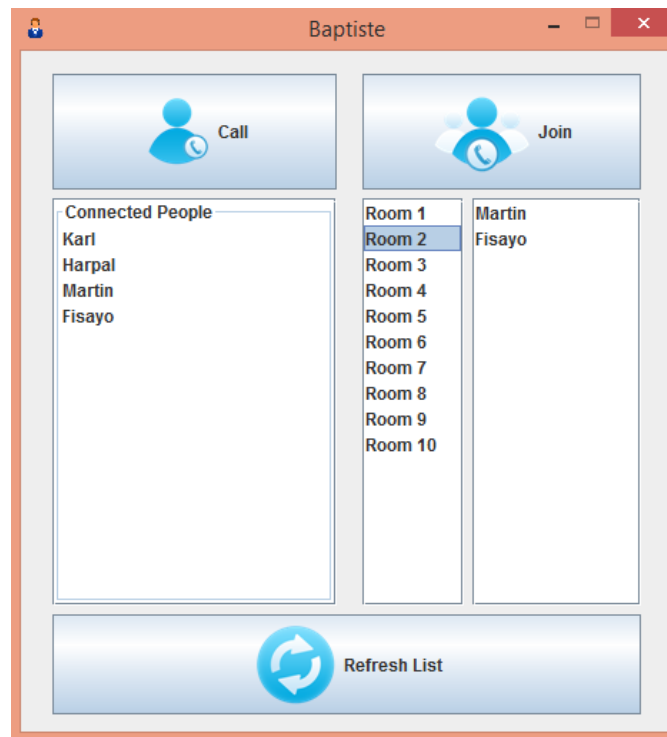 Baptiste
Call
Join
Connected People
Karl
Harpal
Martin
Fisayo
Room 1
Room 2
Room 3
Room 4
Room 5
Room 6
Room 7
Room 8
Room 9
Room 10
Martin
Fisayo
Refresh List